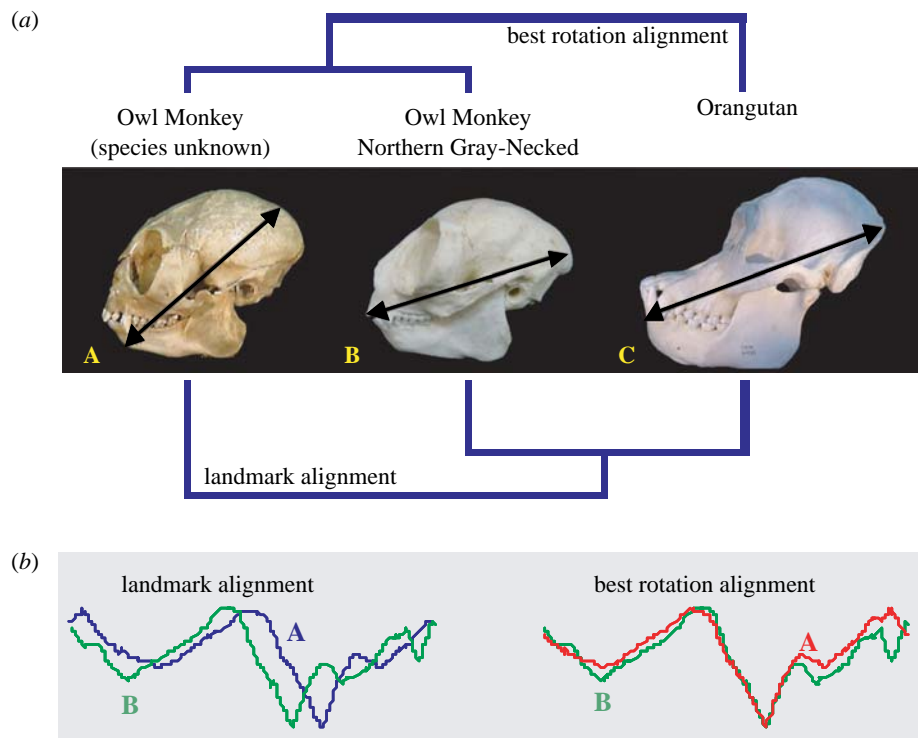 (a)
best rotation alignment
Owl Monkey
(species unknown)
Owl Monkey
Northern Gray-Necked
Orangutan
A
B
C
landmark alignment
(b)
landmark alignment
best rotation alignment
A
B
A
B